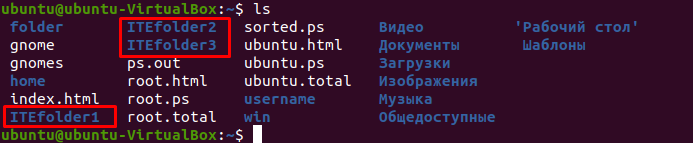 ubuntu@ubuntu-VirtualBox:~$ ls
folder ITEfolder2 sorted.ps Видео 'Рабочий стол'
gnome ITEfolder3 ubuntu.html Документы Шаблоны
gnomes ps.out ubuntu.ps Загрузки
home root.html ubuntu.total Изображения
index.html root.ps username Музыка
ITEfolder1 root.total win Общедоступные
ubuntu@ubuntu-VirtualBox:~$